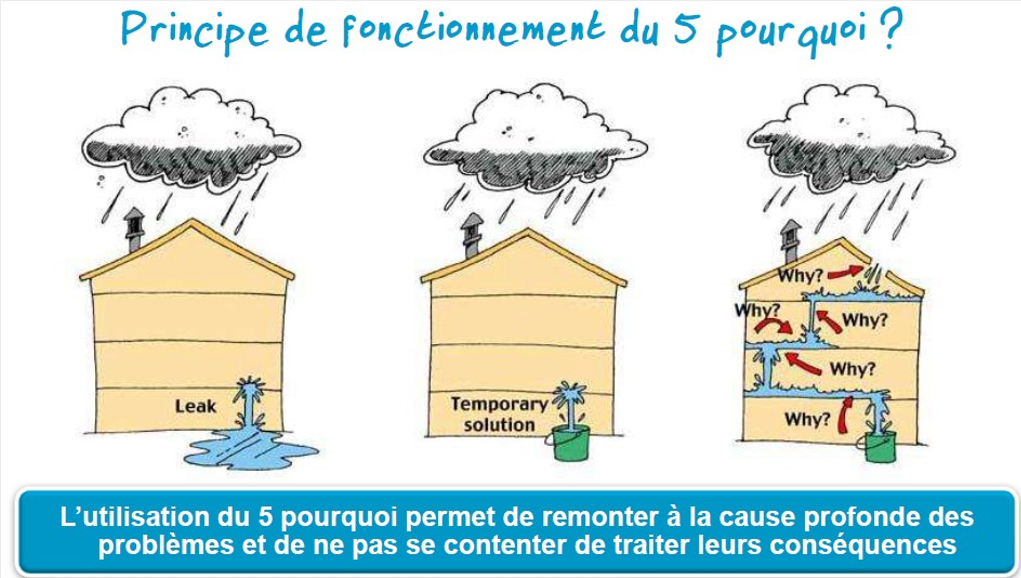 Principe de fonctionnement du 5 pourquoi ?
Leak
Temporary
solution
Why?
Why?
Why?
Why?
Why?
L'utilisation du 5 pourquoi permet de remonter à la cause profonde des
problèmes et de ne pas se contenter de traiter leurs conséquences